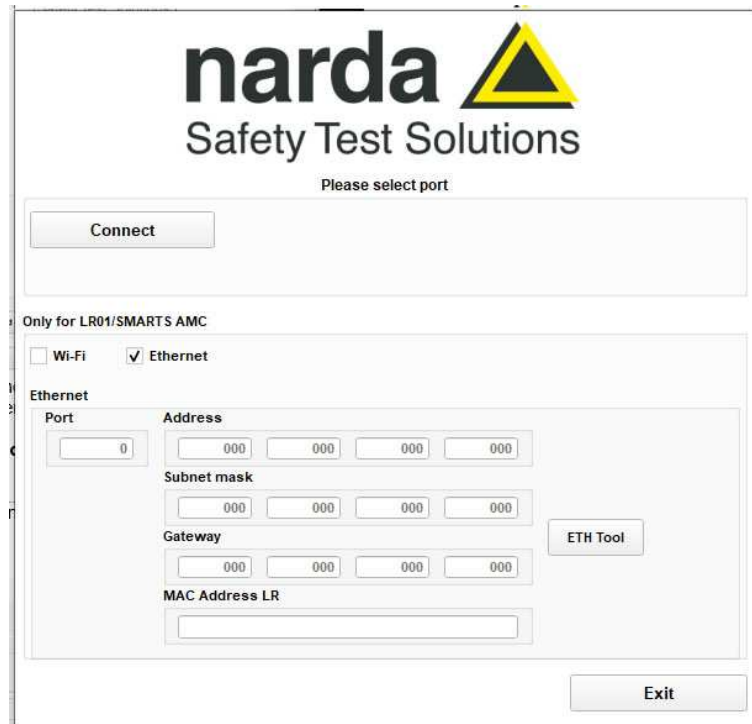 narda
Safety Test Solutions
Please select port
Connect
Only for LR01/SMARTS AMC
Wi-Fi Ethernet
Ethernet
Port Address
0 000 000 000 000
Subnet mask
000 000 000 000
Gateway
ETH Tool
000 000 000 000
MAC Address LR
Exit